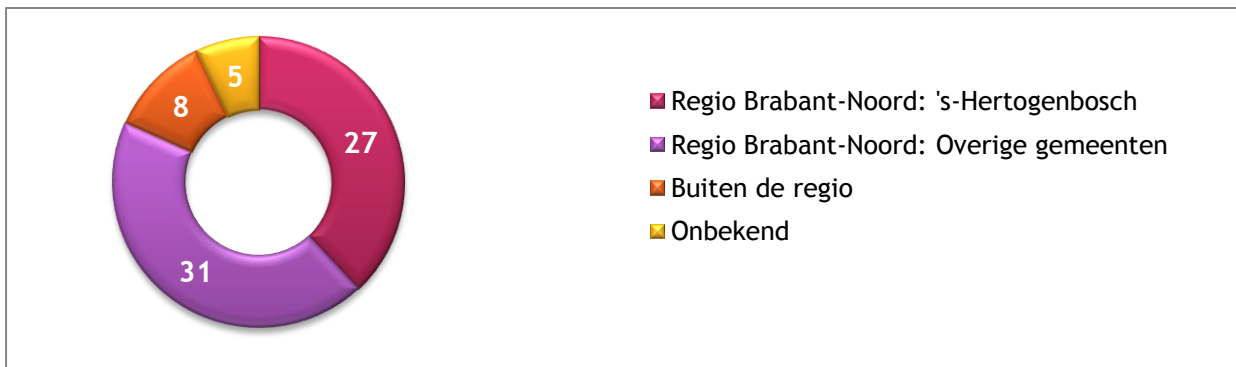 5
8
27
31
Regio Brabant-Noord: 's-Hertogenbosch
Regio Brabant-Noord: Overige gemeenten
Buiten de regio
Onbekend